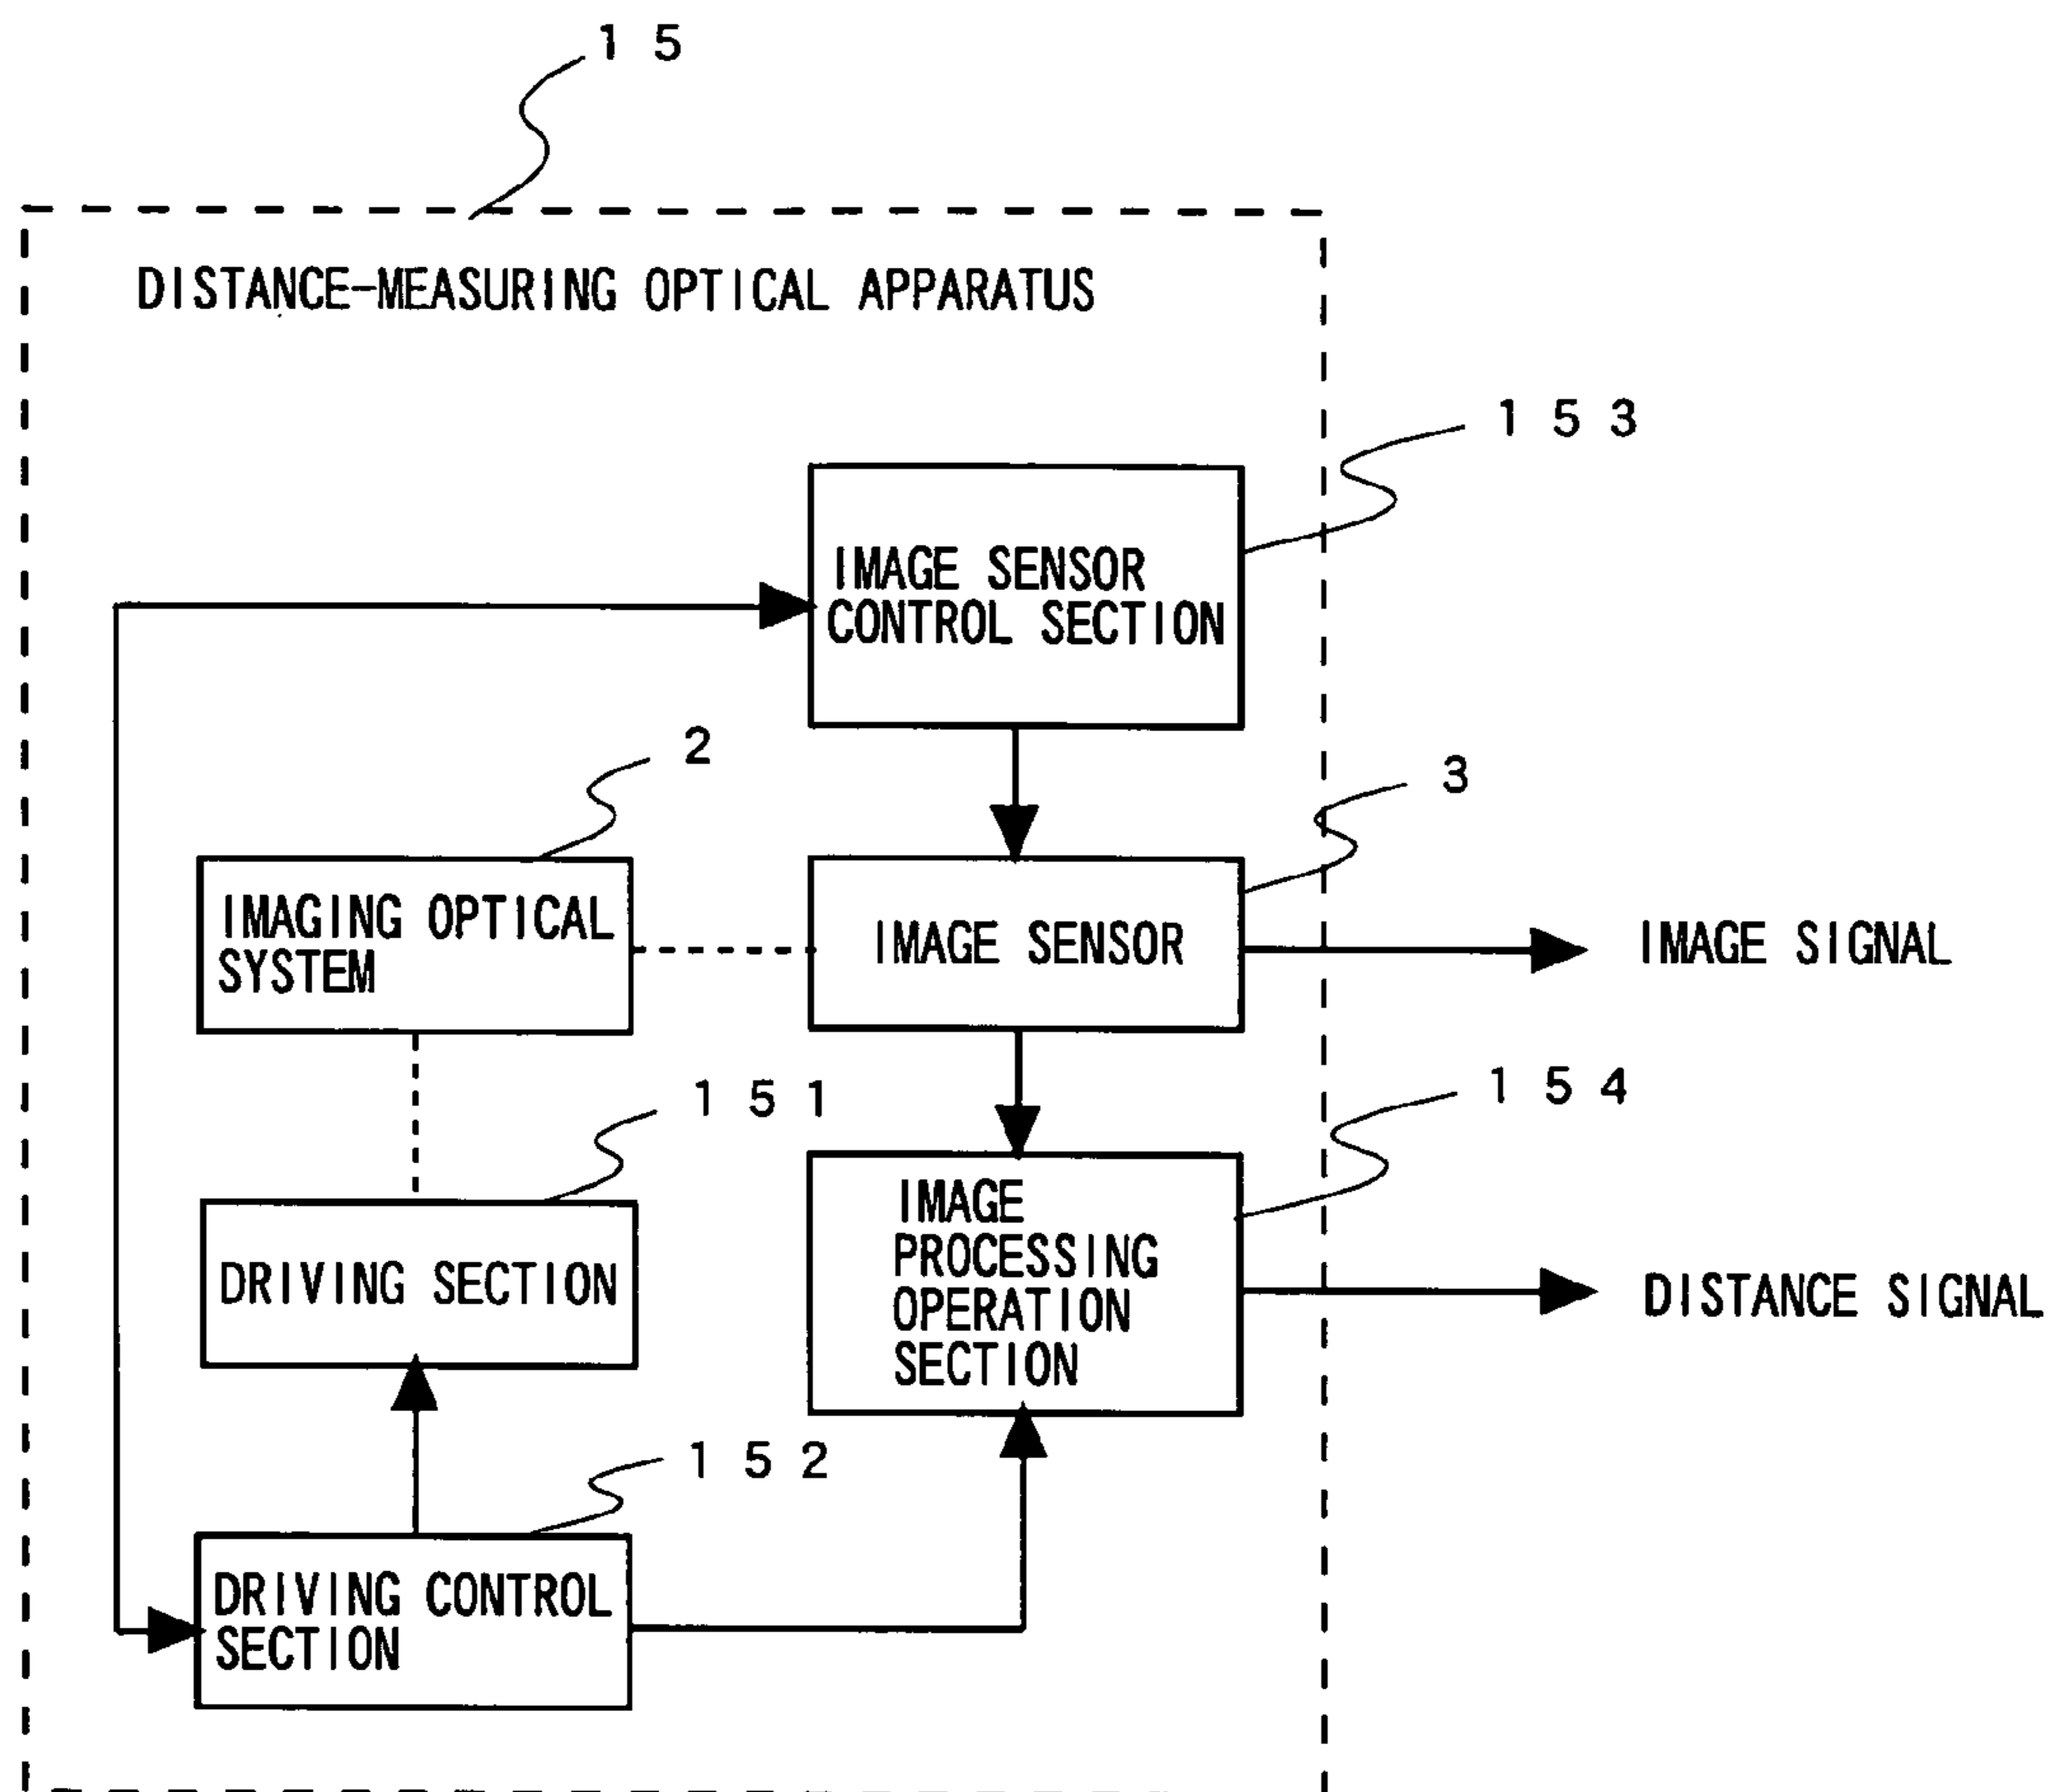 15
DISTANCE-MEASURING OPTICAL APPARATUS
153
IMAGE SENSOR
CONTROL SECTION
2
3
IMAGING OPTICAL
SYSTEM
IMAGE SENSOR
IMAGE SIGNAL
151
154
DRIVING SECTION
IMAGE
PROCESSING
OPERATION
SECTION
DISTANCE SIGNAL
152
DRIVING CONTROL
SECTION